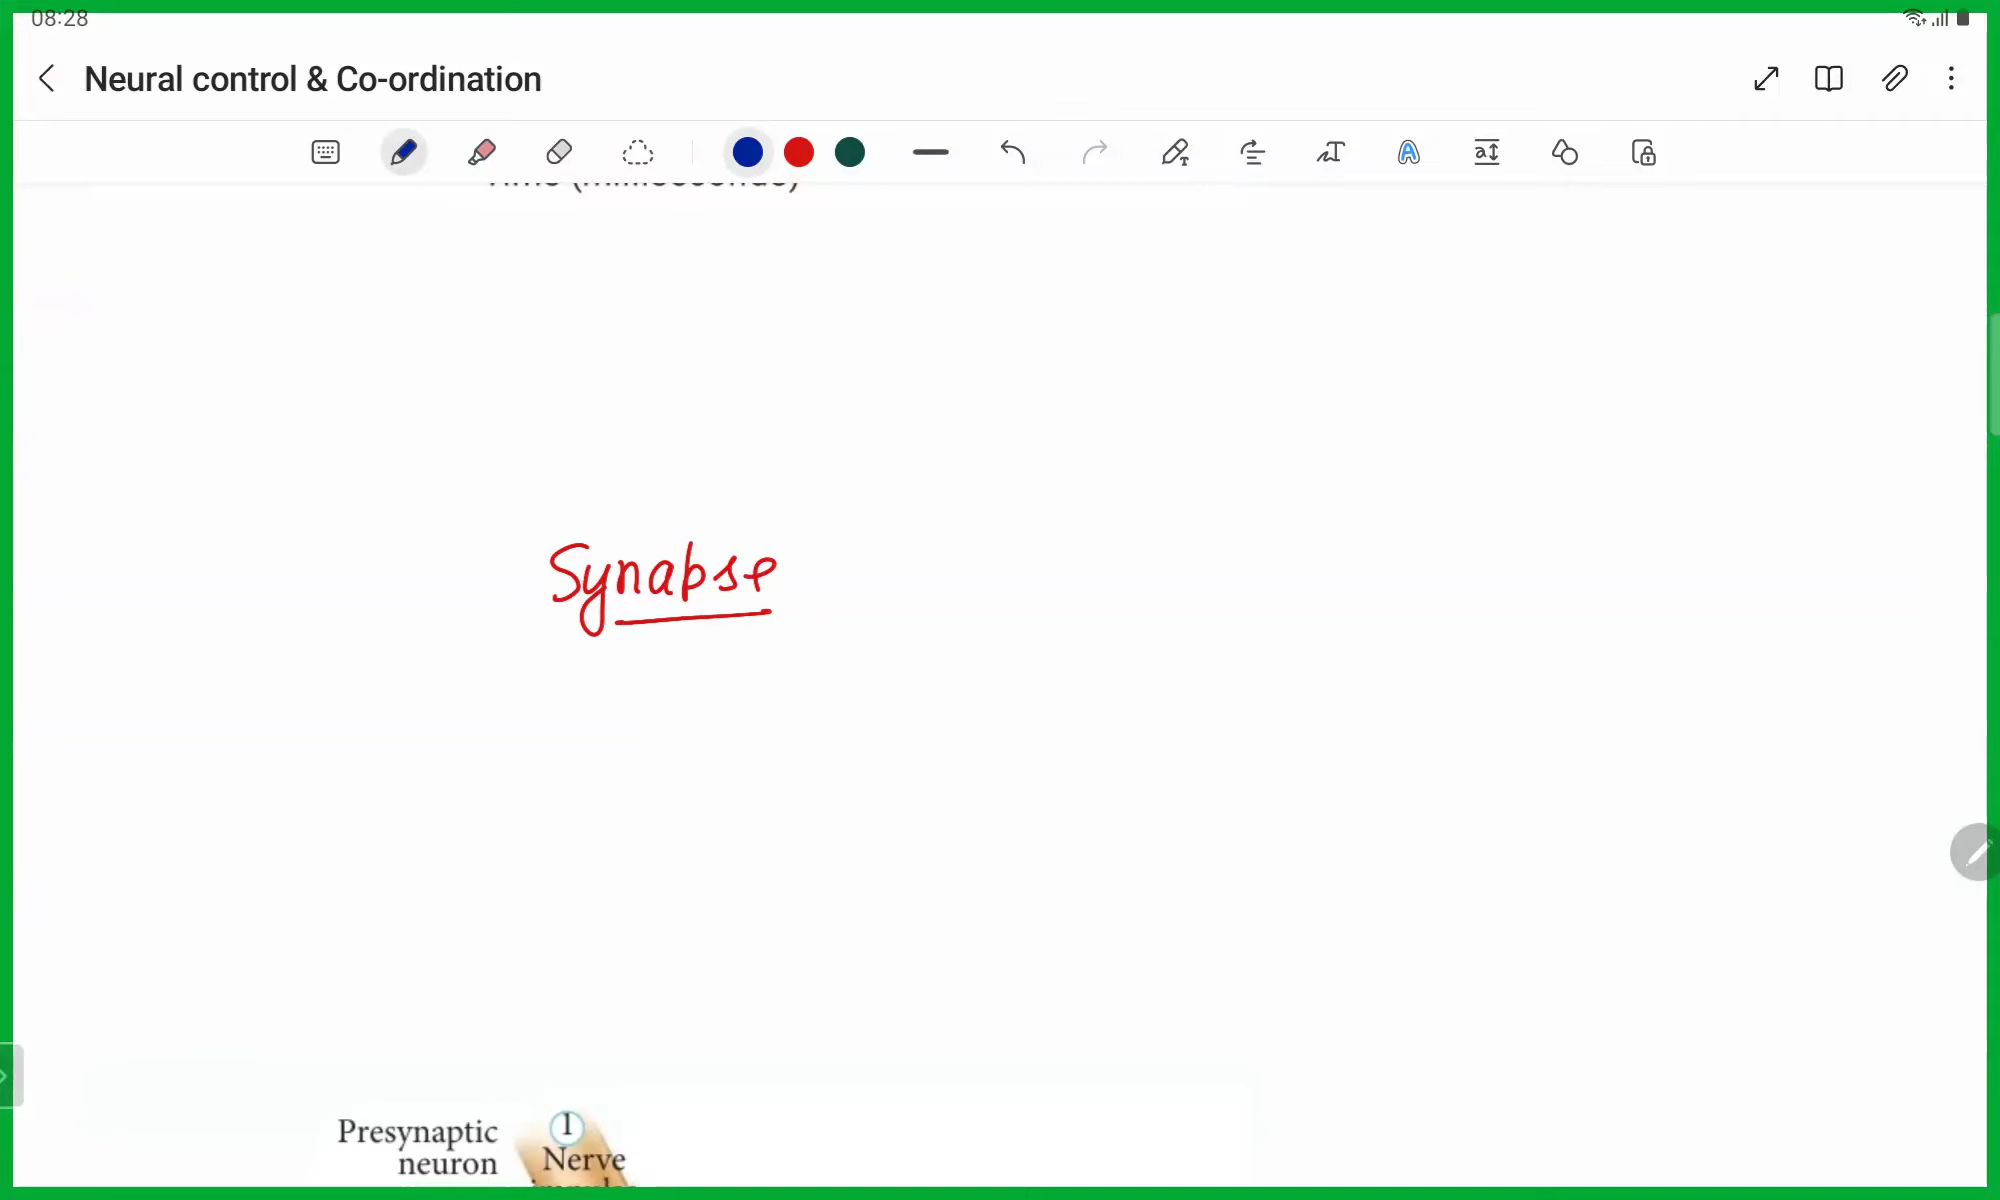 08:28
Neural control & Co-ordination
Synapse
Presynaptic
neuron
1
Nerve